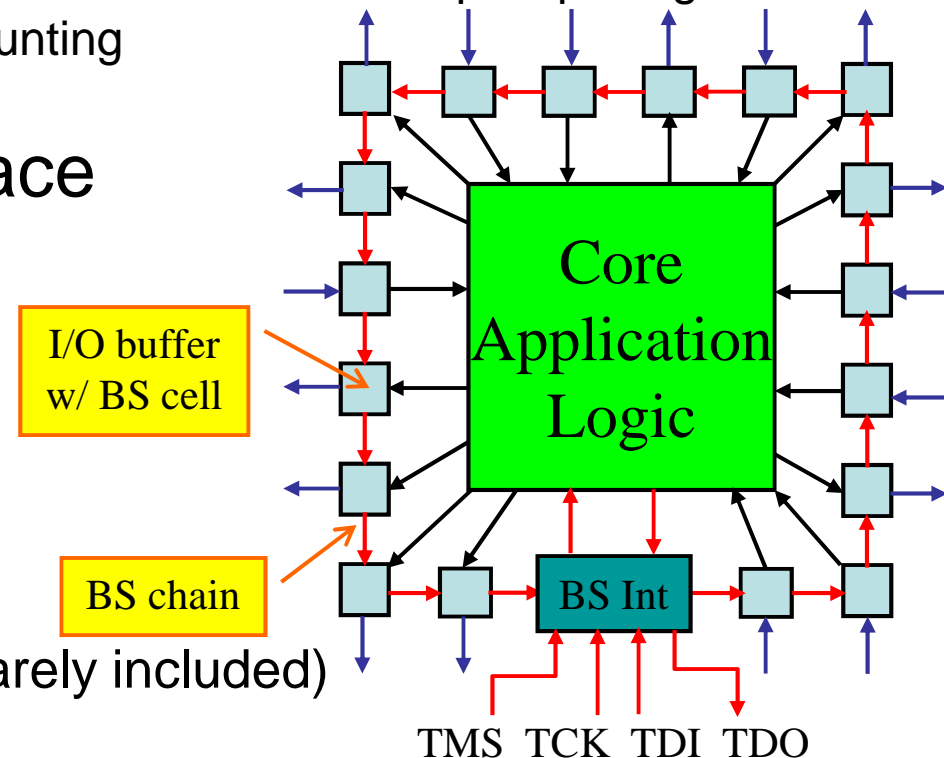 unting
ace
Core
Application
Logic
I/O buffer
w/ BS cell
BS chain
BS Int
arely included)
TMS TCK TDI TDO